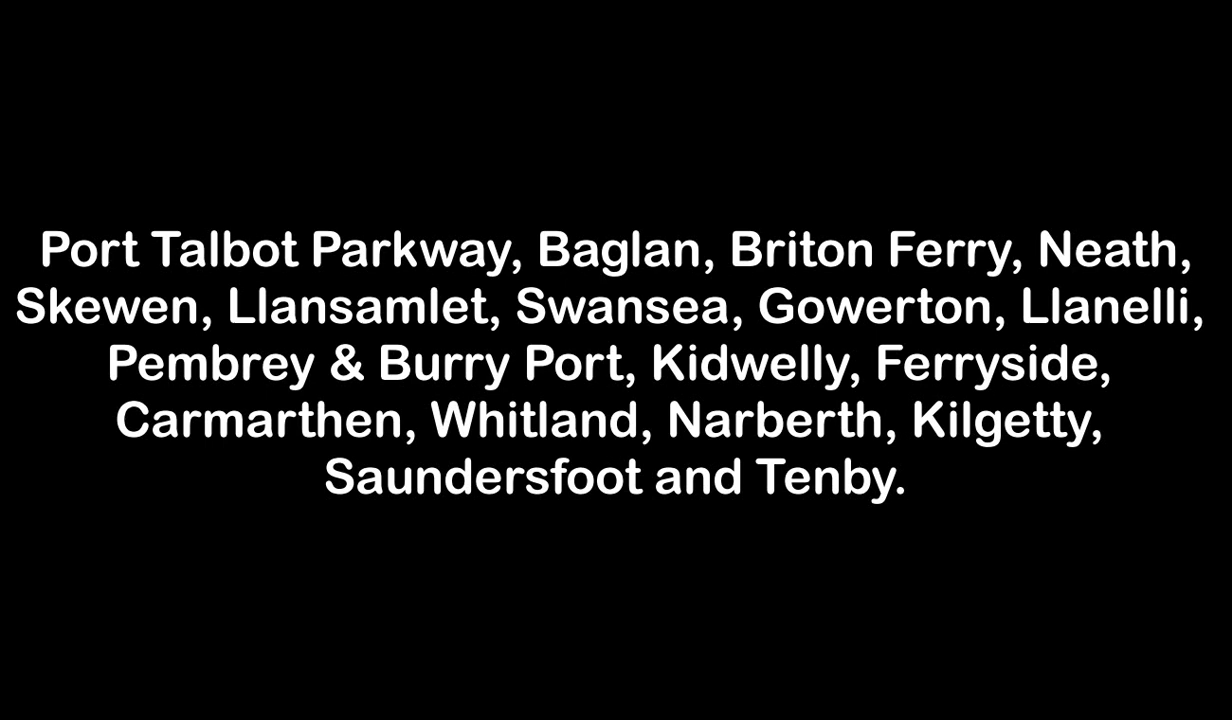 Port Talbot Parkway, Baglan, Briton Ferry, Neath,
Skewen, Llansamlet, Swansea, Gowerton, Llanelli,
Pembrey & Burry Port, Kidwelly, Ferryside,
Carmarthen, Whitland, Narberth, Kilgetty,
Saundersfoot and Tenby.